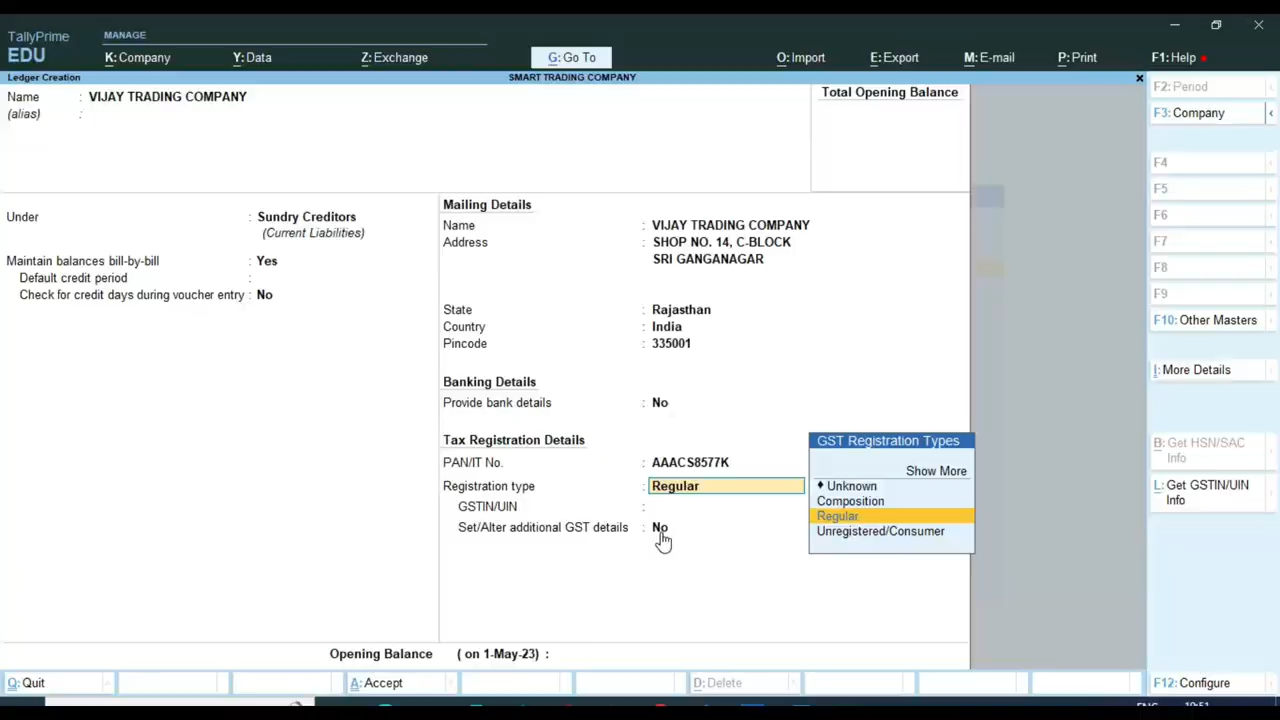 TallyPrime
EDU
MANAGE
K: Company
Y: Data
Z: Exchange
G: Go To
O: Import
E: Export
M: E-mail
P: Print
F1: Help
Ledger Creation
SMART TRADING COMPANY
×
Name : VIJAY TRADING COMPANY
(alias) :
Total Opening Balance
Under : Sundry Creditors
(Current Liabilities)
Maintain balances bill-by-bill : Yes
Default credit period :
Check for credit days during voucher entry : No
Mailing Details
Name : VIJAY TRADING COMPANY
Address : SHOP NO. 14, C-BLOCK
SRI GANGANAGAR
State : Rajasthan
Country : India
Pincode : 335001
Banking Details
Provide bank details : No
Tax Registration Details
PAN/IT No. : AAACS8577K
Registration type : Regular
GSTIN/UIN :
Set/Alter additional GST details : No
GST Registration Types
Show More
♦ Unknown
Composition
Regular
Unregistered/Consumer
Opening Balance ( on 1-May-23) :
F2: Period
F3: Company
F4
F5
F6
F7
F8
F9
F10: Other Masters
I: More Details
B: Get HSN/SAC
Info
L: Get GSTIN/UIN
Info
Q: Quit
A: Accept
D: Delete
F12: Configure